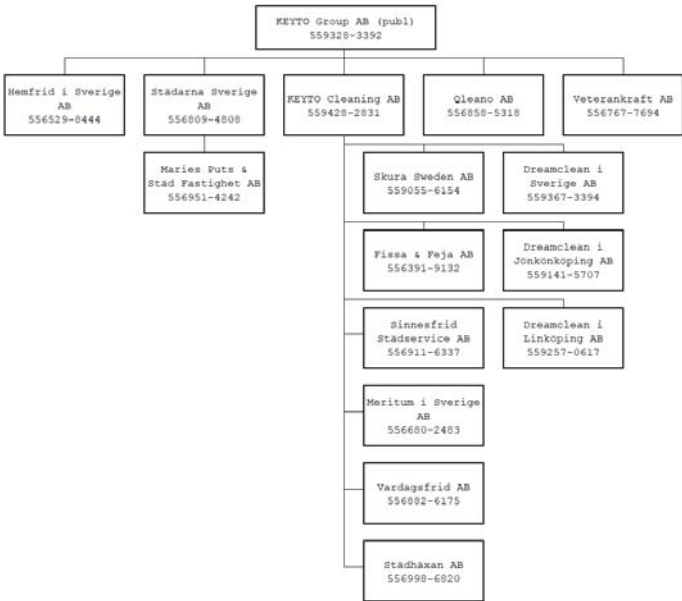 KEYTO Group AB (publ)
559328-3392
Hemfrid i Sverige
AB
556529-8444
Städarna Sverige
AB
556809-4808
KEYTO Cleaning AB
559428-2831
Qleano AB
556858-5318
Veterankraft AB
556767-7694
Maries Puts &
Städ Fastighet AB
556951-4242
Skura Sweden AB
559055-6154
Dreamclean i
Sverige AB
559367-3394
Fissa & Feja AB
556391-9132
Dreamclean i
Jonkonköping AB
559141-5707
Sinnesfrid
Städservice AB
556911-6337
Dreamclean i
Linköping AB
559257-0617
Meritum i Sverige
AB
556680-2483
Vardagsfrid AB
556882-6175
Städhäxan AB
556998-6820